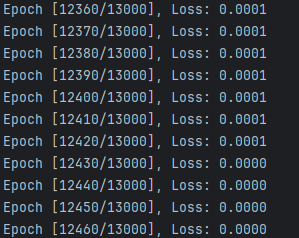 Epoch [12360/13000], Loss: 0.0001
Epoch [12370/13000], Loss: 0.0001
Epoch [12380/13000], Loss: 0.0001
Epoch [12390/13000], Loss: 0.0001
Epoch [12400/13000], Loss: 0.0001
Epoch [12410/13000], Loss: 0.0001
Epoch [12420/13000], Loss: 0.0001
Epoch [12430/13000], Loss: 0.0000
Epoch [12440/13000], Loss: 0.0000
Epoch [12450/13000], Loss: 0.0000
Epoch [12460/13000], Loss: 0.0000